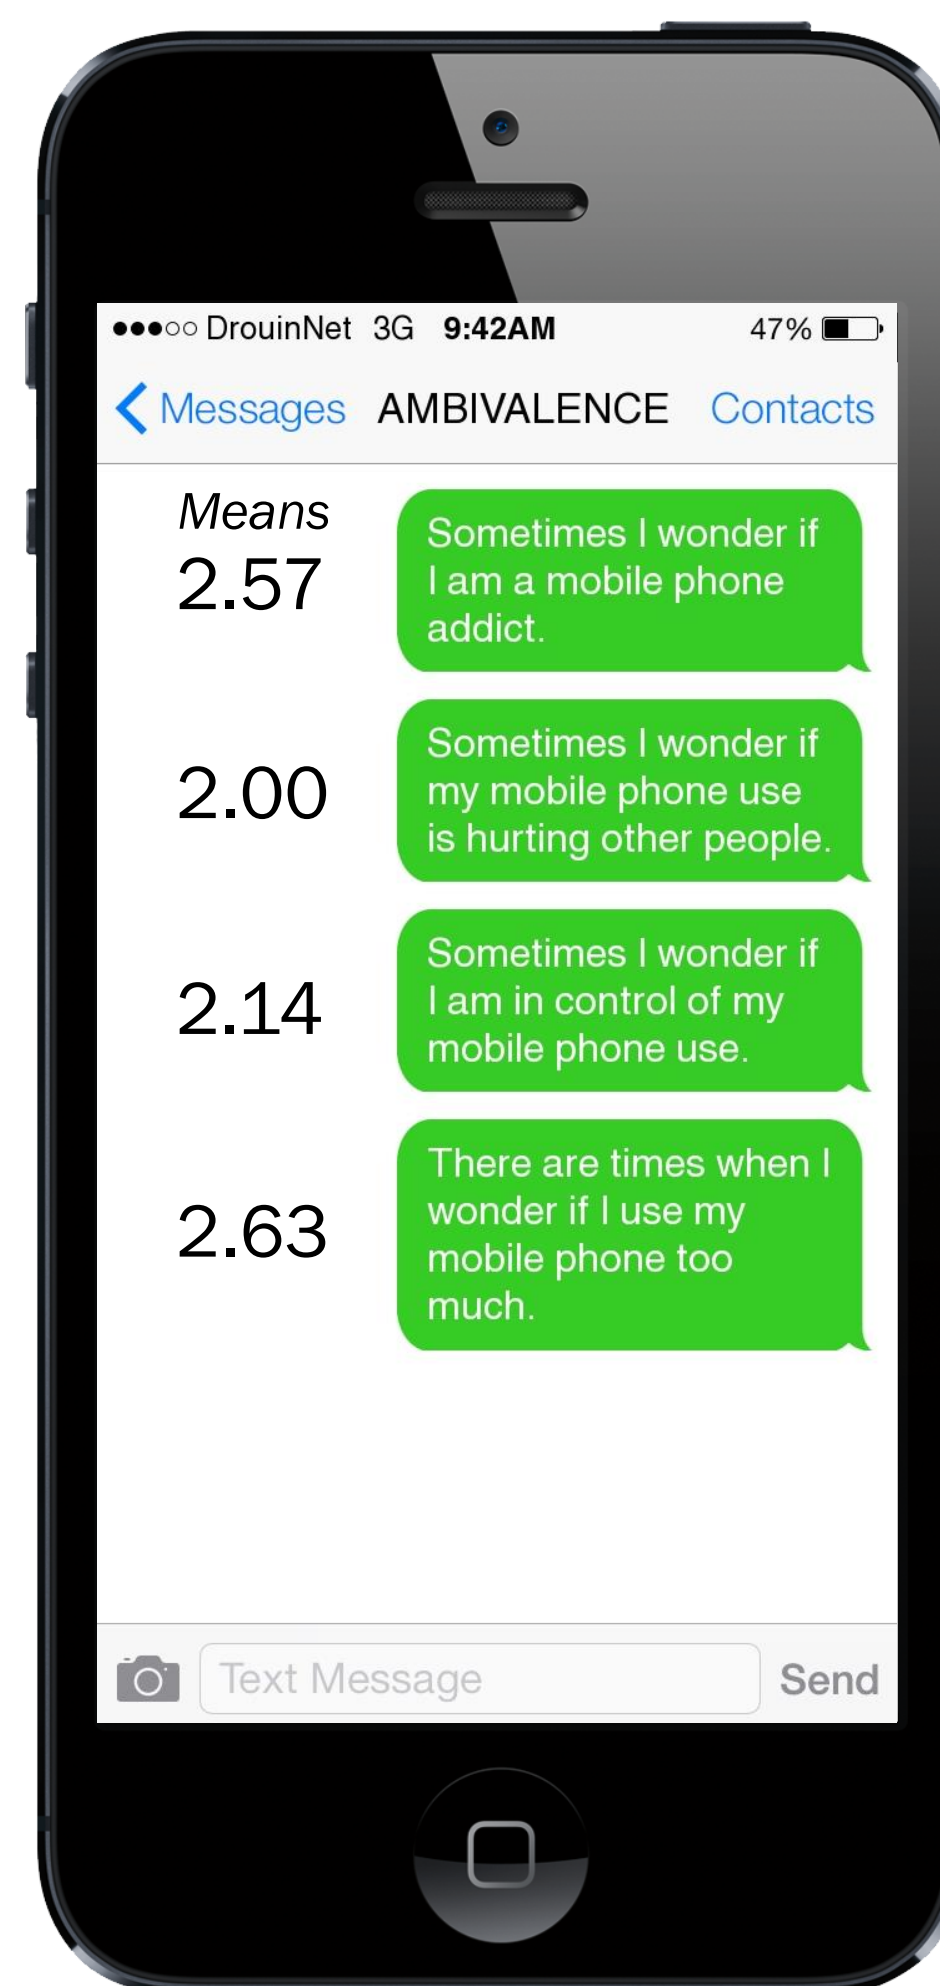 ●●●○○ DrouinNet 3G 9:42AM 47%
Messages AMBIVALENCE Contacts
Means
2.57
Sometimes I wonder if
I am a mobile phone
addict.
2.00
Sometimes I wonder if
my mobile phone use
is hurting other people.
2.14
Sometimes I wonder if
I am in control of my
mobile phone use.
2.63
There are times when I
wonder if I use my
mobile phone too
much.
Text Message Send